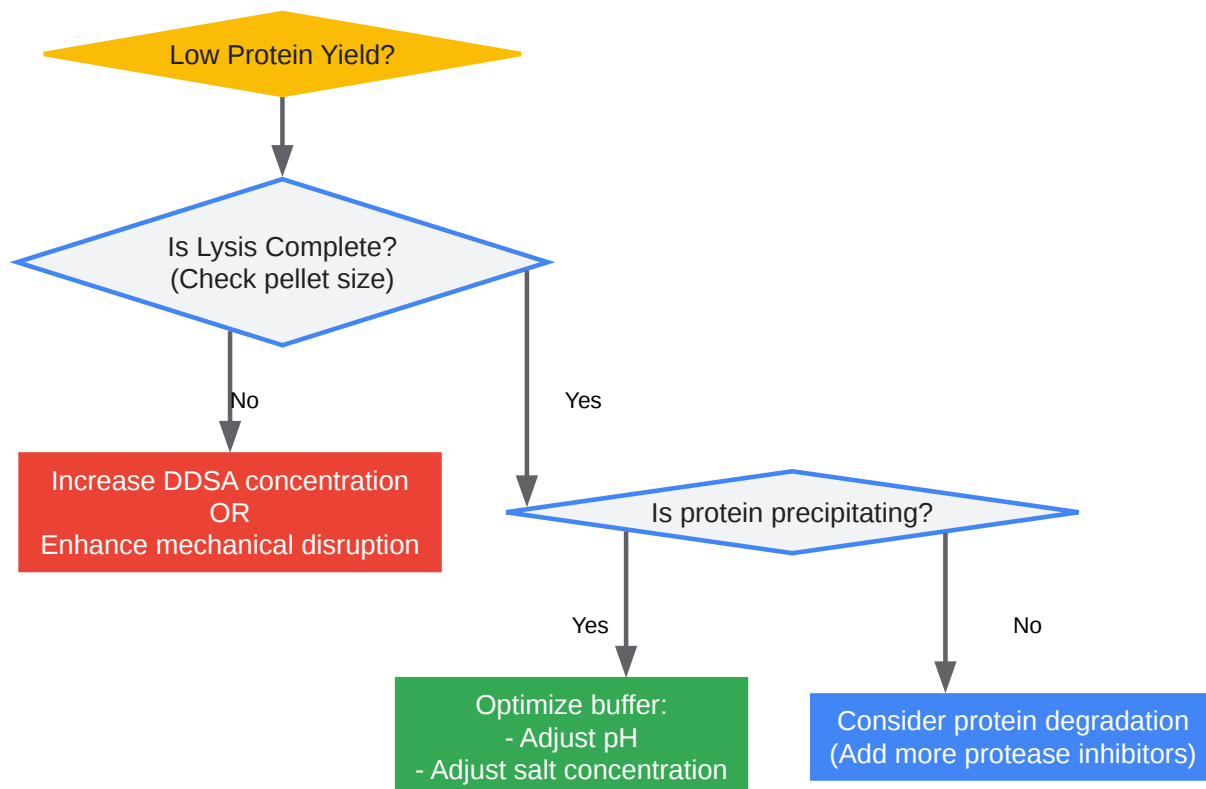 Low Protein Yield?
Is Lysis Complete?
(Check pellet size)
No
Yes
Increase DDSA concentration
OR
Enhance mechanical disruption
Is protein precipitating?
Yes
No
Optimize buffer:
- Adjust pH
- Adjust salt concentration
Consider protein degradation
(Add more protease inhibitors)